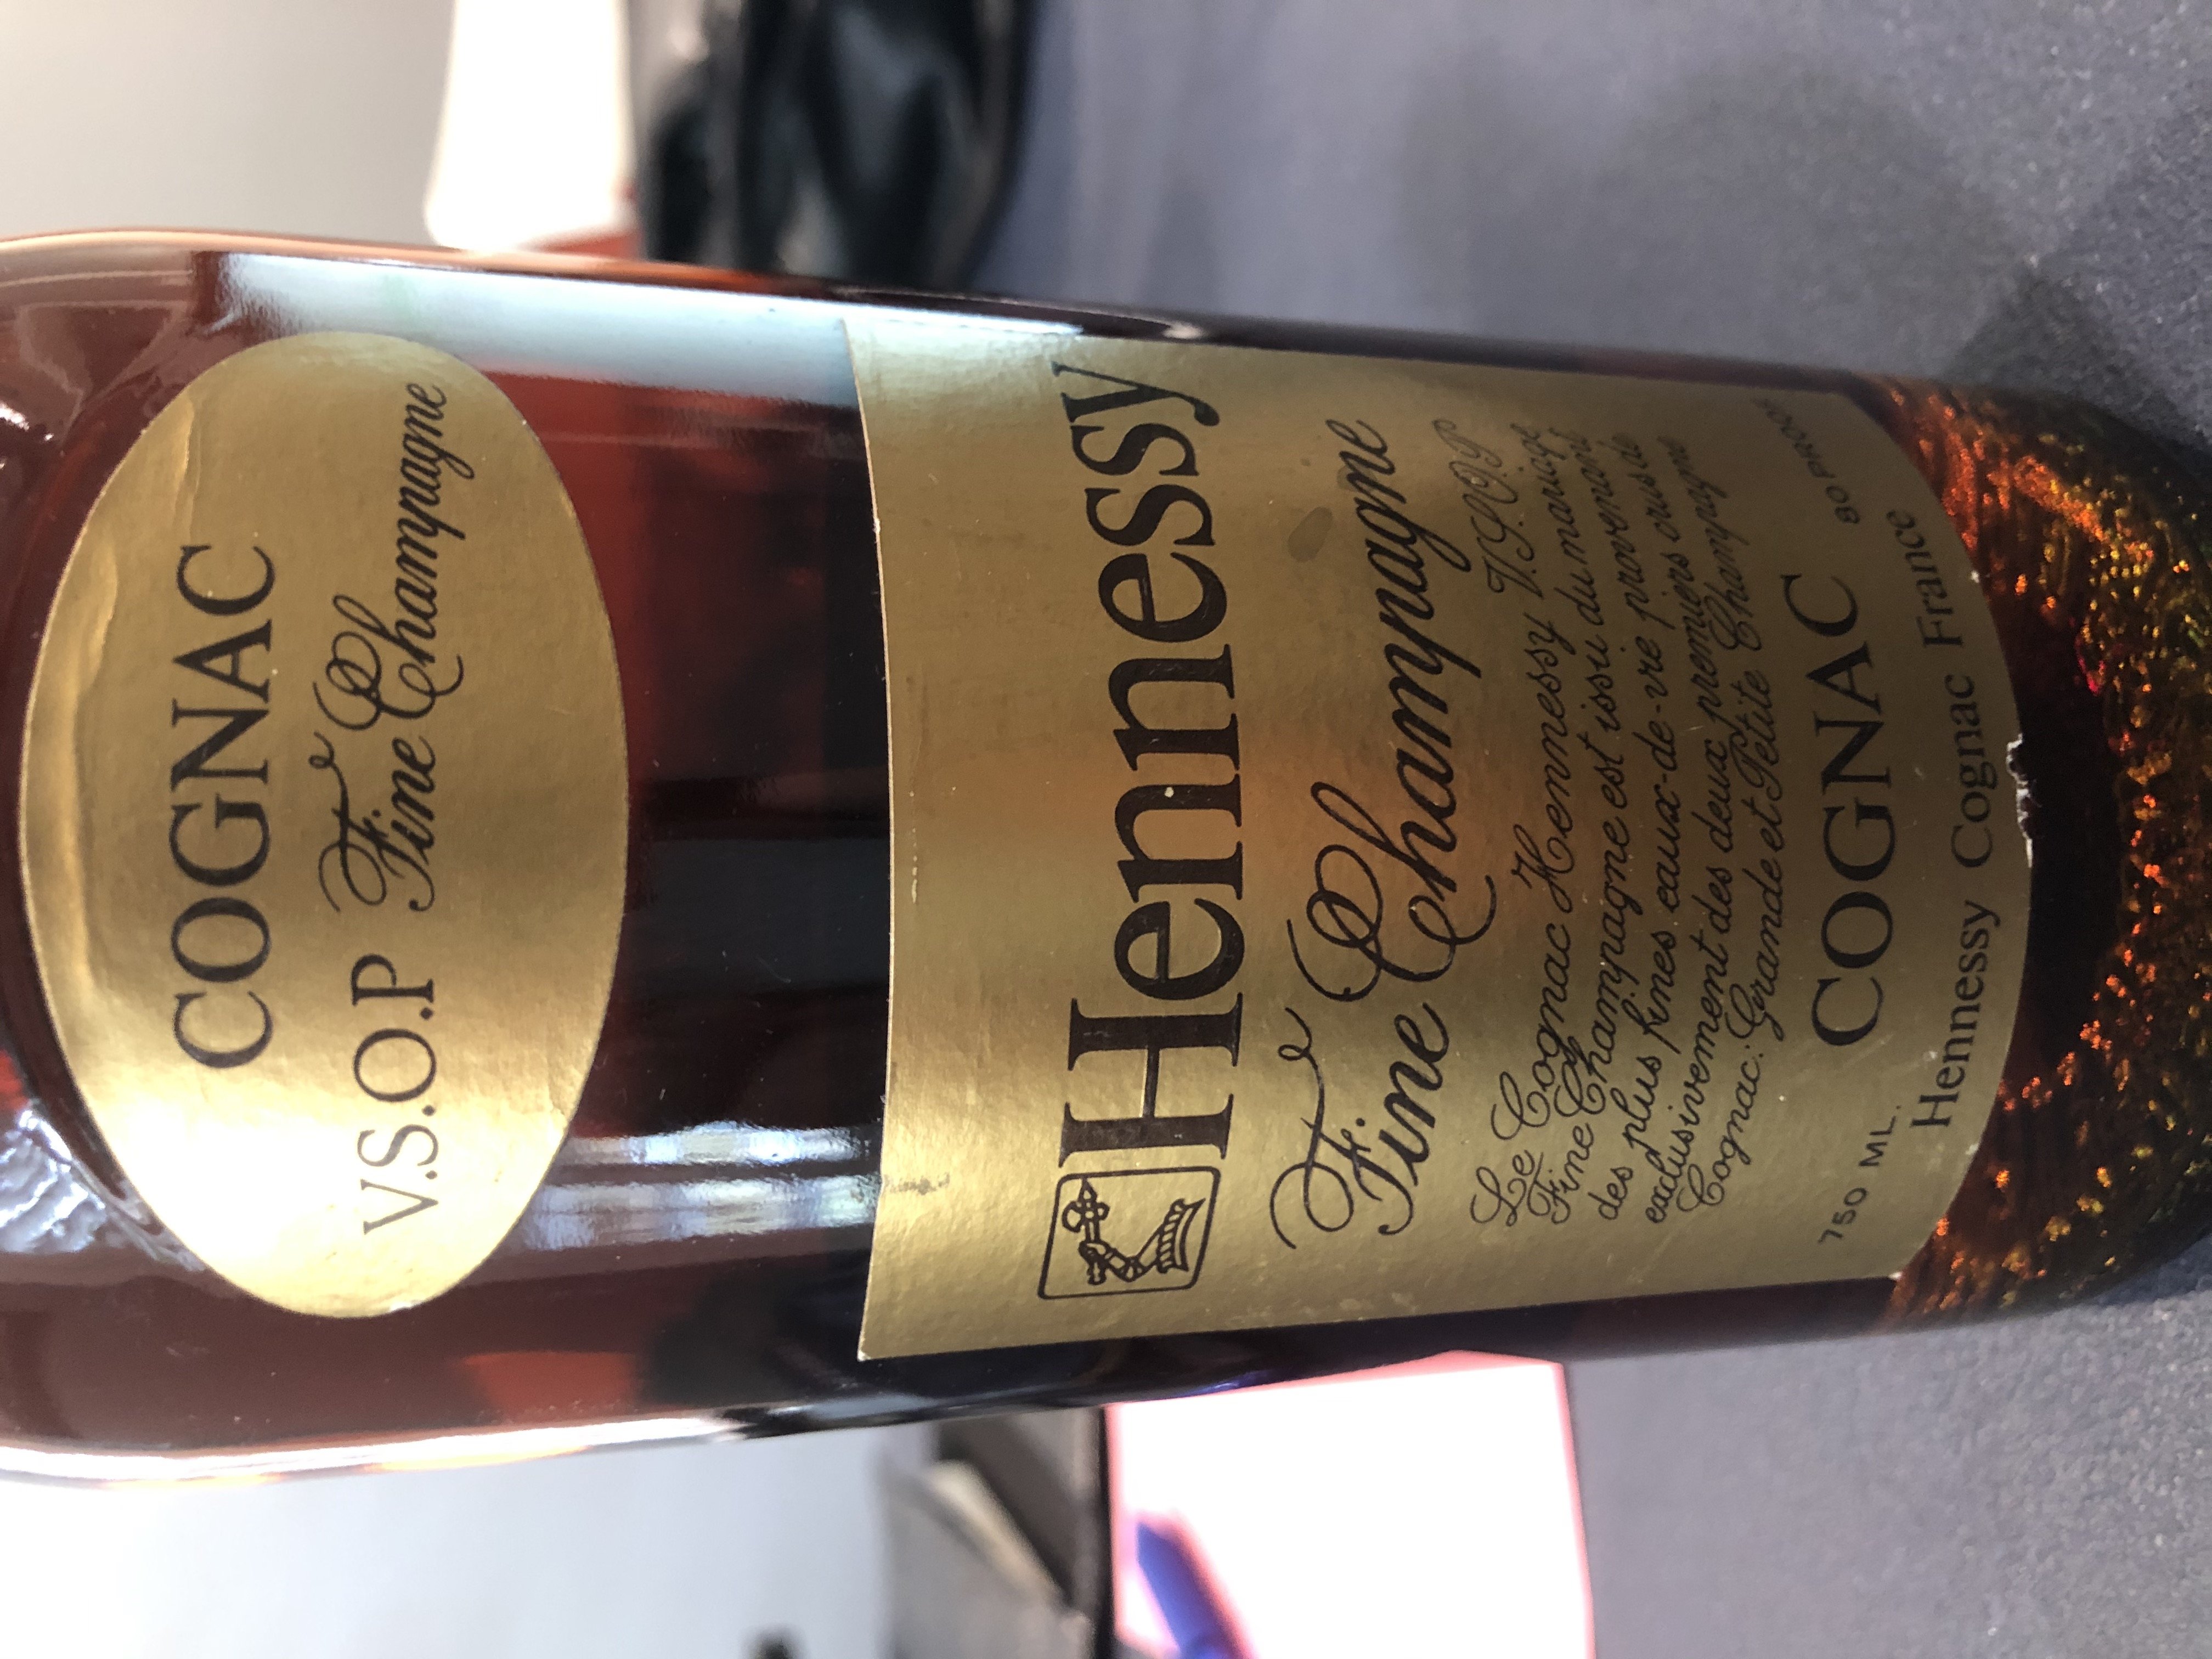 COGNAC
V.S.O.P Fine Champagne
Hennessy
Fine Champagne
Le Cognac Hennessy V.S.O.P
Fine Champagne est issu du mariage
des plus fines eaux-de-vie provenant
exclusivement des deux premiers crus de
Cognac: Grande et Petite Champagne
COGNAC
750 ML. 80 PROOF
Hennessy Cognac France